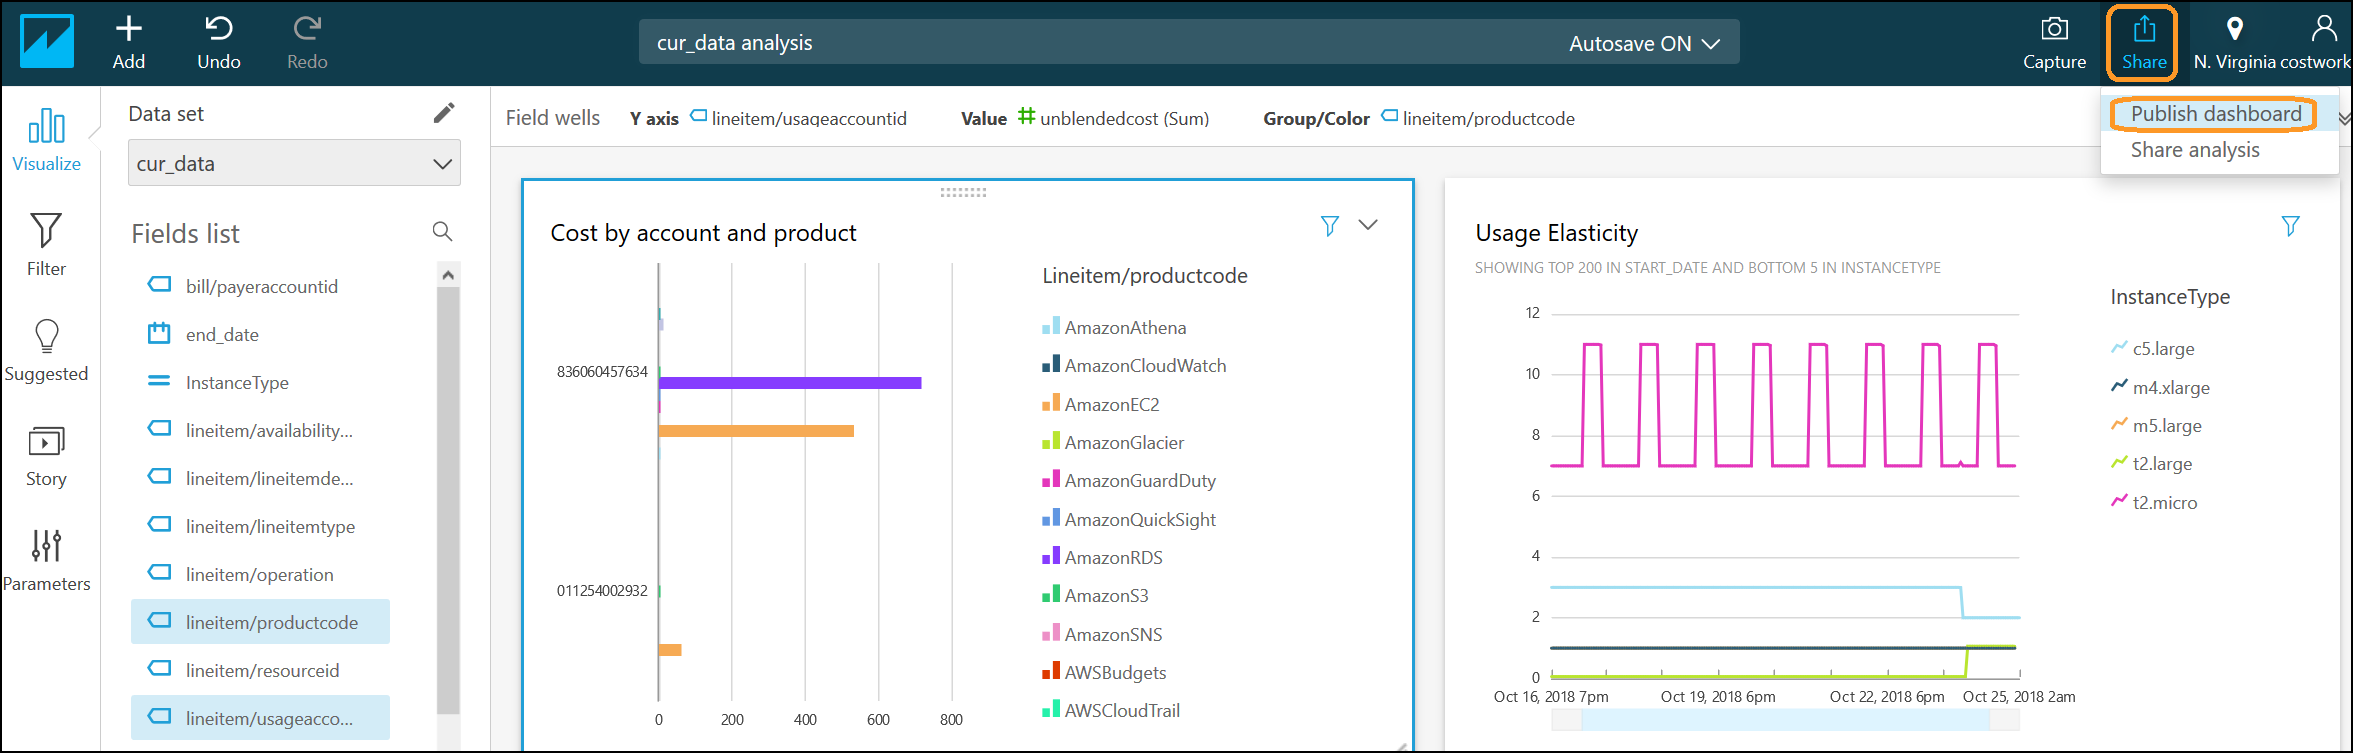 Add
Undo
Redo
cur_data analysis
Autosave ON
Capture
Share
N. Virginia
costwork
Publish dashboard
Share analysis
Visualize
Filter
Suggested
Story
Parameters
Data set
cur_data
Fields list
bill/payeraccountid
end_date
InstanceType
lineitem/availability...
lineitem/lineitemde...
lineitem/lineitemtype
lineitem/operation
lineitem/productcode
lineitem/resourceid
lineitem/usageacco...
Field wells
Y axis lineitem/usageaccountid
Value unblendedcost (Sum)
Group/Color lineitem/productcode
Cost by account and product
836060457634
011254002932
0 200 400 600 800
Lineitem/productcode
AmazonAthena
AmazonCloudWatch
AmazonEC2
AmazonGlacier
AmazonGuardDuty
AmazonQuickSight
AmazonRDS
AmazonS3
AmazonSNS
AWSBudgets
AWSCloudTrail
Usage Elasticity
SHOWING TOP 200 IN START_DATE AND BOTTOM 5 IN INSTANCETYPE
12
10
8
6
4
2
0
Oct 16, 2018 7pm Oct 19, 2018 6pm Oct 22, 2018 6pm Oct 25, 2018 2am
InstanceType
c5.large
m4.xlarge
m5.large
t2.large
t2.micro